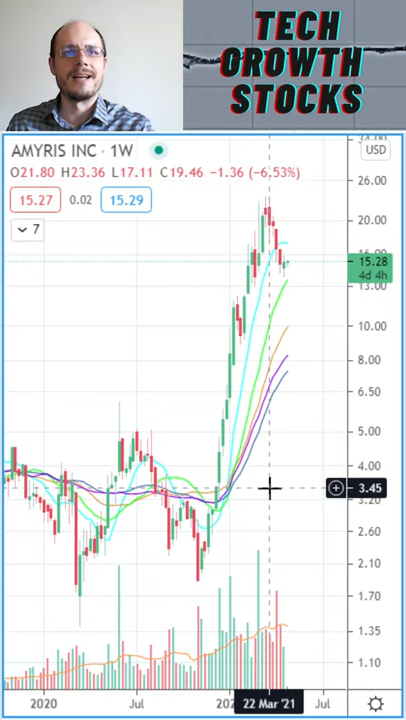 TECH
GROWTH
STOCKS
AMYRIS INC · 1W
USD
O21.80 H23.36 L17.11 C19.46 −1.36 (−6.53%)
15.27 0.02 15.29
7
26.00
20.00
15.28
4d 4h
13.00
10.00
8.00
6.50
5.00
4.00
3.45
3.20
2.60
2.10
1.70
1.35
1.10
2020 Jul 22 Mar '21 Jul